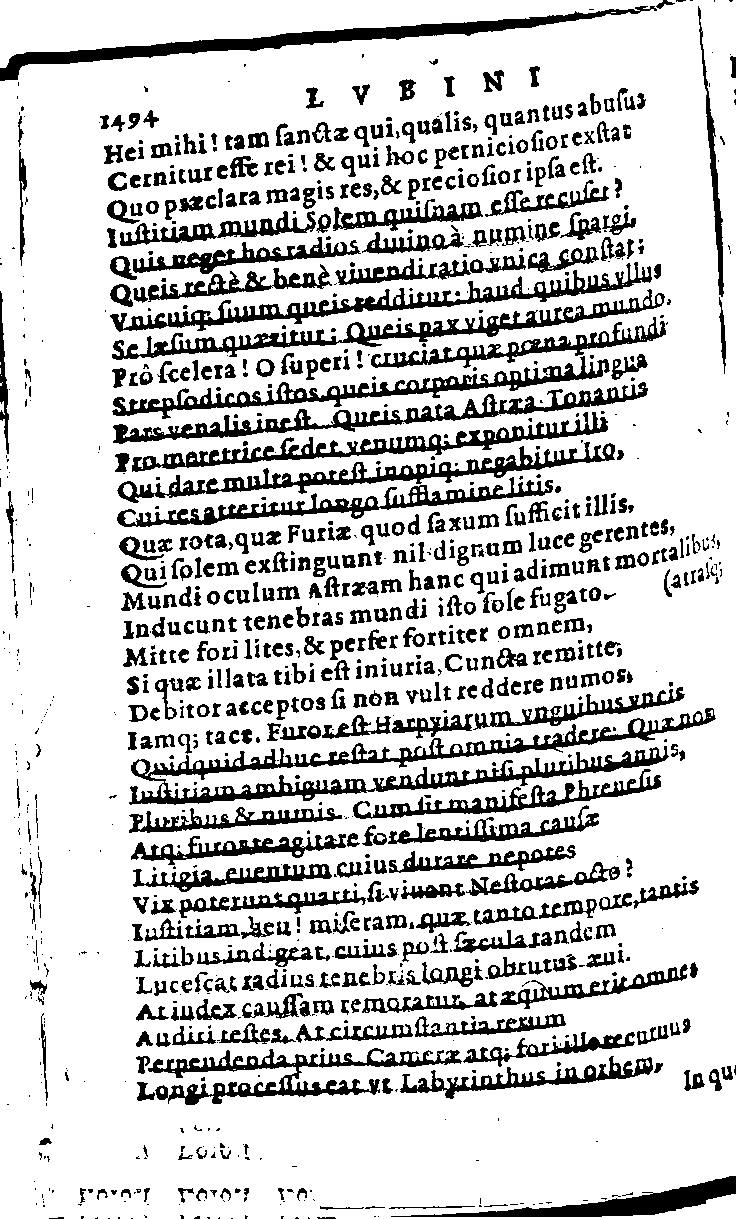 1494
LVBINI
Hei mihi! tam sanctæ qui, qualis, quantus abusus
Cernitur esse rei! & qui hoc perniciosior exstat
Quo præclara magis res, & preciosior ipsa est.
Iustitiam mundi Solem quisnam esse recuset?
Quis neget hos radios diuino à numine spargi,
Queis rectè & benè viuendi ratio vnica constat;
Vnicuiq; suum queis redditur: haud quibus vllus
Se læsum quæritur: Queis pax viget aurea mundo.
Prô scelera! O superi! cruciat quæ pœna profundi
Strepsodicos istos, queis corporis optima lingua
Pars venalis inest. Queis nata Astræa Tonantis
Pro meretrice sedet, venumq; exponitur illi
Qui dare multa potest, inopiq; negabitur Iro,
Cui res atteritur longo sufflamine litis.
Quæ rota, quæ Furiæ quod saxum sufficit illis,
Qui solem exstinguunt nil dignum luce gerentes,
Mundi oculum Astræam hanc qui adimunt mortalibus,
(atrasq;
Inducunt tenebras mundi isto sole fugato.
Mitte fori lites, & perfer fortiter omnem,
Si quæ illata tibi est iniuria, Cuncta remitte;
Debitor acceptos si non vult reddere numos,
Iamq; tace. Furor est Harpyiarum vnguibus vncis
Quidquid adhuc restat post omnia tradere: Quæ non
Iustitiam ambiguam vendunt nisi pluribus annis,
Pluribus & numis. Cum sit manifesta Phrenesis
Atq; furore agitare fore lentissima causæ
Litigia, euentum cuius durare nepotes
Vix poterunt quarti, si viuant Nestoras octo?
Iustitiam, heu! miseram, quæ tanto tempore, tantis
Litibus indigeat, cuius post sæcula tandem
Lucescat radius tenebris longi obrutus æui.
At iudex caussam remoratur, at æquum erit omnes
Audiri testes, At circumstantia rerum
Perpendenda prius. Cameræ atq; fori ille recuruus
Longi processus eat vt Labyrinthus in orbem,